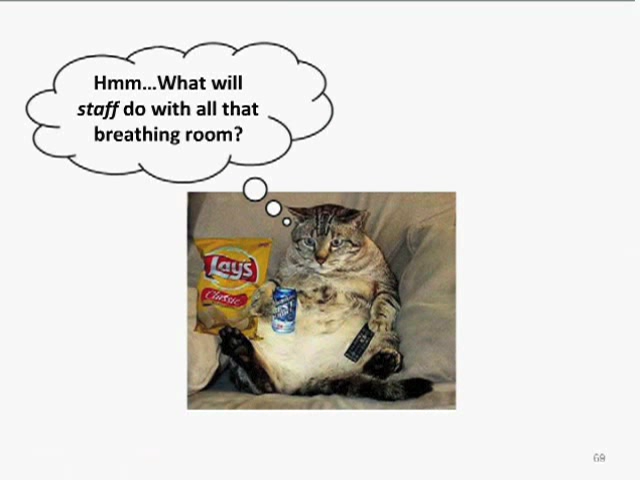 Hmm...What will
staff do with all that
breathing room?
Lay's
Classic